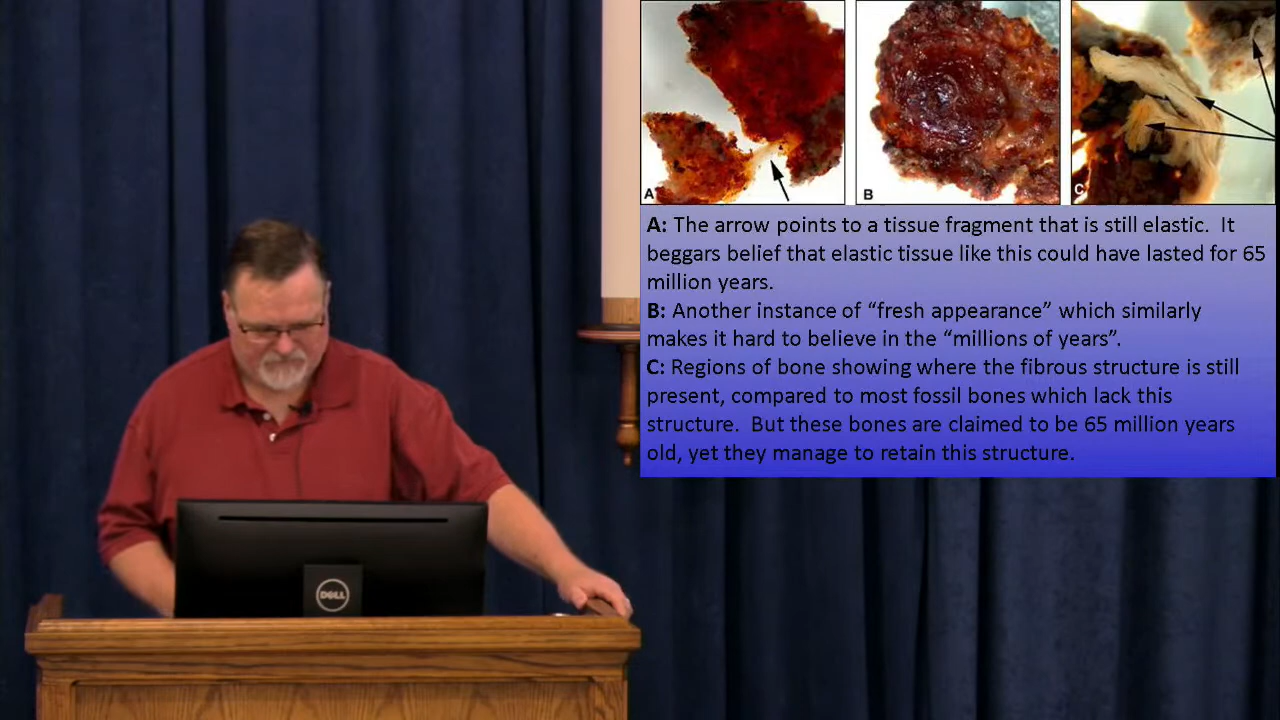 A
B
C
A: The arrow points to a tissue fragment that is still elastic.  It
beggars belief that elastic tissue like this could have lasted for 65
million years.
B: Another instance of “fresh appearance” which similarly
makes it hard to believe in the “millions of years”.
C: Regions of bone showing where the fibrous structure is still
present, compared to most fossil bones which lack this
structure.  But these bones are claimed to be 65 million years
old, yet they manage to retain this structure.
DELL